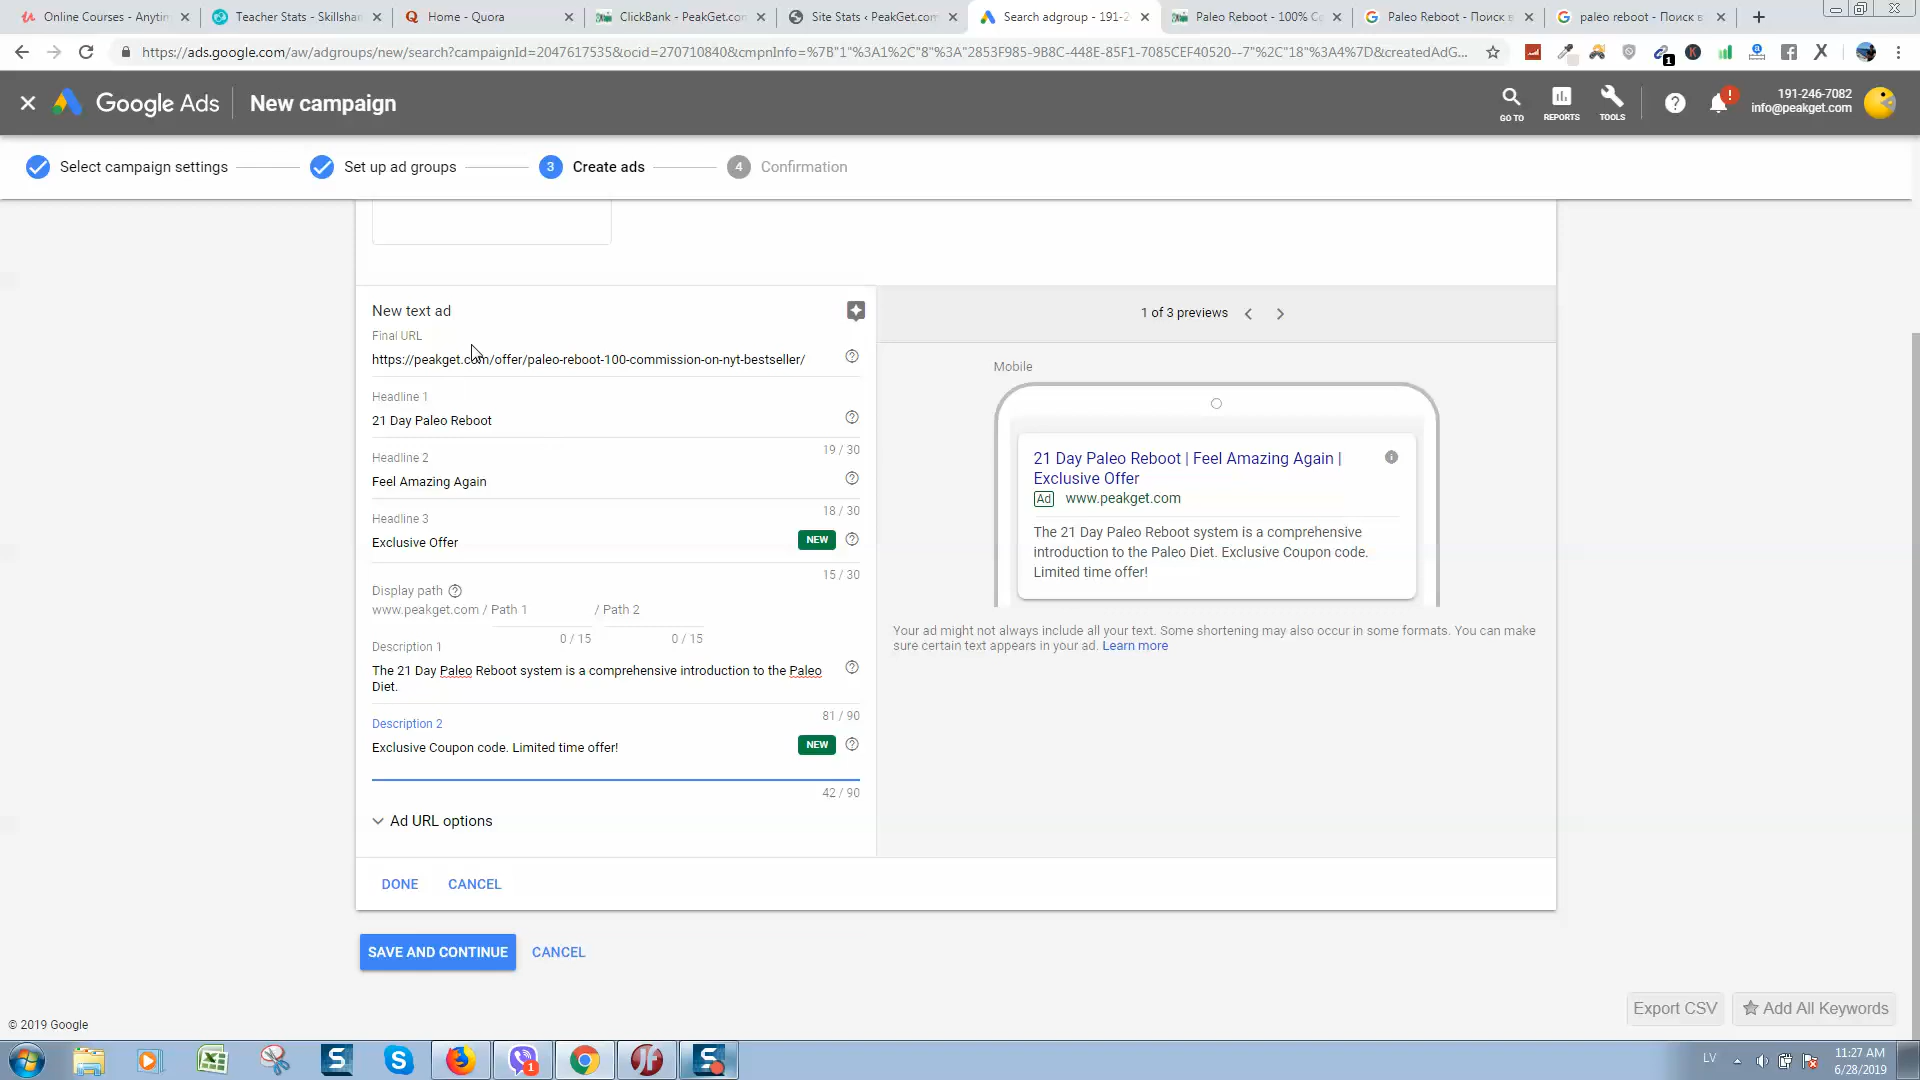 Online Courses - Anytim
Teacher Stats - Skillshar
Home - Quora
ClickBank - PeakGet.com
Site Stats ‹ PeakGet.com
Search adgroup - 191-2
Paleo Reboot - 100% Co
Paleo Reboot - Поиск в
paleo reboot - Поиск в
https://ads.google.com/aw/adgroups/new/search?campaignId=2047617535&ocid=270710840&cmpnInfo=%7B"1"%3A1%2C"8"%3A"2853F985-9B8C-448E-85F1-7085CEF40520--7"%2C"18"%3A4%7D&createdAdG...
1
Google Ads
New campaign
GO TO
REPORTS
TOOLS
191-246-7082
info@peakget.com
Select campaign settings
Set up ad groups
3 Create ads
4 Confirmation
New text ad
Final URL
https://peakget.com/offer/paleo-reboot-100-commission-on-nyt-bestseller/
Headline 1
21 Day Paleo Reboot
19 / 30
Headline 2
Feel Amazing Again
18 / 30
Headline 3
Exclusive Offer
NEW
15 / 30
Display path
www.peakget.com / Path 1 / Path 2
0 / 15 0 / 15
Description 1
The 21 Day Paleo Reboot system is a comprehensive introduction to the Paleo
Diet.
81 / 90
Description 2
Exclusive Coupon code. Limited time offer!
NEW
42 / 90
Ad URL options
DONE CANCEL
SAVE AND CONTINUE CANCEL
1 of 3 previews
Mobile
21 Day Paleo Reboot | Feel Amazing Again |
Exclusive Offer
Ad www.peakget.com
The 21 Day Paleo Reboot system is a comprehensive
introduction to the Paleo Diet. Exclusive Coupon code.
Limited time offer!
Your ad might not always include all your text. Some shortening may also occur in some formats. You can make
sure certain text appears in your ad. Learn more
Export CSV
Add All Keywords
© 2019 Google
LV
11:27 AM
6/28/2019